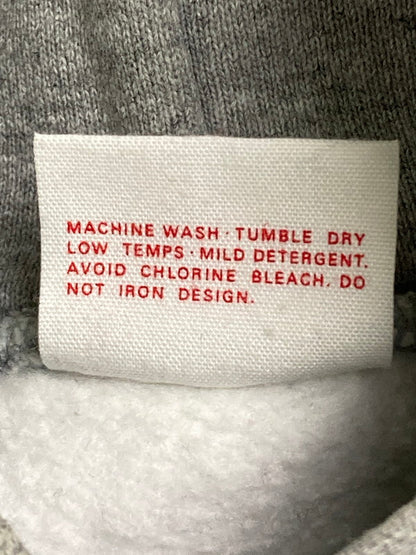 MACHINE WASH · TUMBLE DRY
LOW TEMPS · MILD DETERGENT.
AVOID CHLORINE BLEACH. DO
NOT IRON DESIGN.